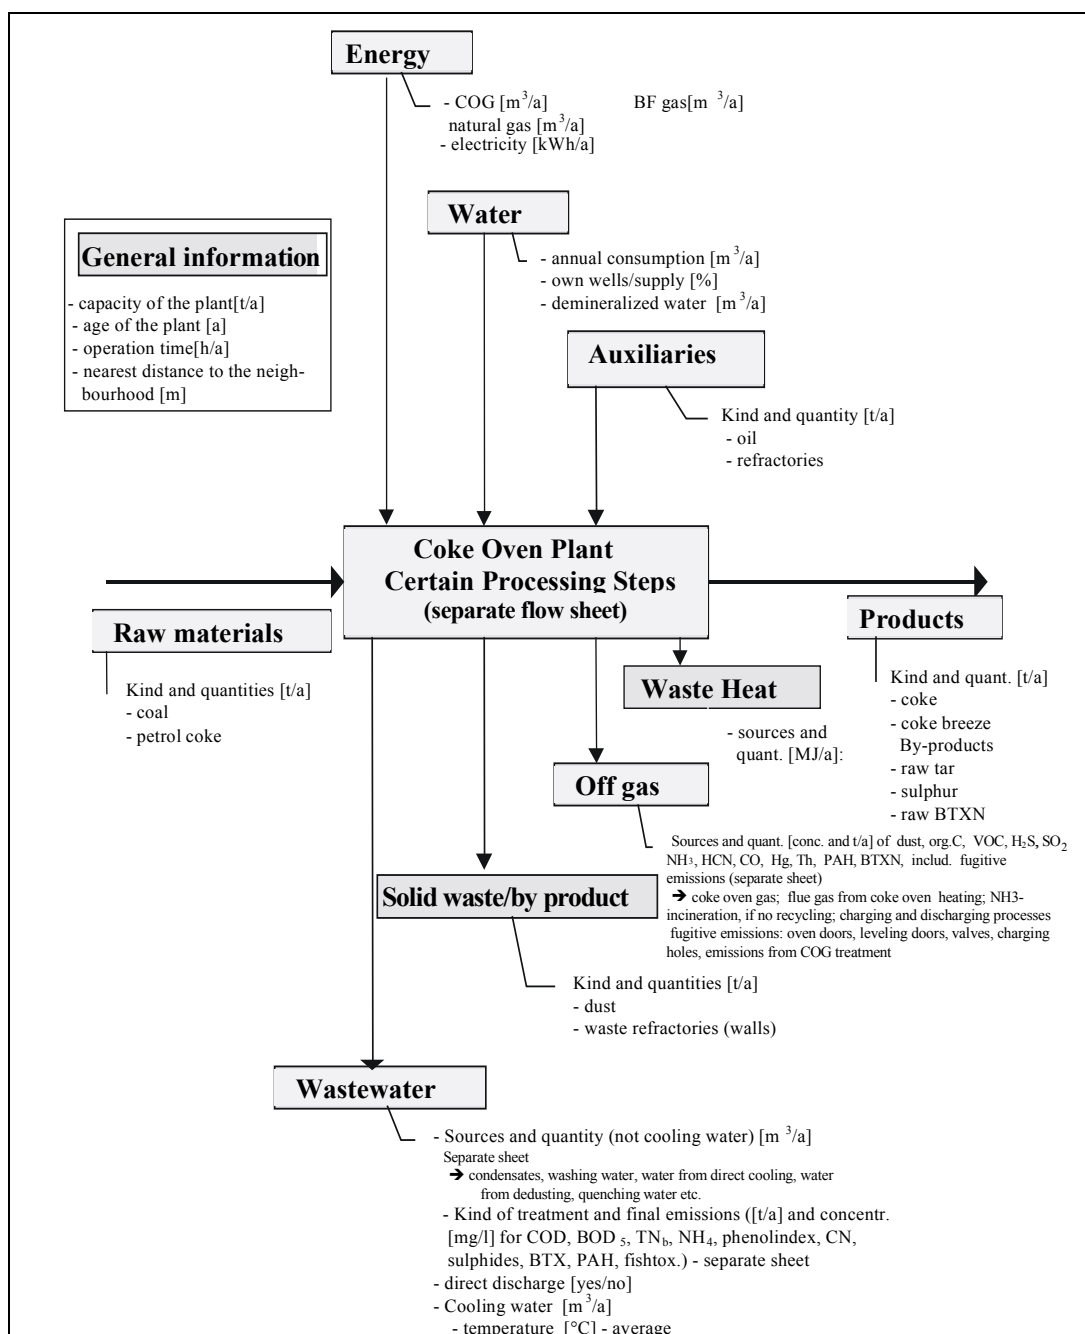 Energy
- COG [m3/a] BF gas[m 3/a]
natural gas [m3/a]
- electricity [kWh/a]
Water
- annual consumption [m3/a]
- own wells/supply [%]
- demineralized water [m3/a]
General information
- capacity of the plant[t/a]
- age of the plant [a]
- operation time[h/a]
- nearest distance to the neigh-
bourhood [m]
Auxiliaries
Kind and quantity [t/a]
- oil
- refractories
Coke Oven Plant
Certain Processing Steps
(separate flow sheet)
Raw materials
Kind and quantities [t/a]
- coal
- petrol coke
Products
Kind and quant. [t/a]
- coke
- coke breeze
By-products
- raw tar
- sulphur
- raw BTXN
Waste Heat
- sources and
quant. [MJ/a]:
Off gas
Sources and quant. [conc. and t/a] of dust, org.C, VOC, H2S, SO2
NH3, HCN, CO, Hg, Th, PAH, BTXN, includ. fugitive
emissions (separate sheet)
➔ coke oven gas; flue gas from coke oven heating; NH3-
incineration, if no recycling; charging and discharging processes
fugitive emissions: oven doors, leveling doors, valves, charging
holes, emissions from COG treatment
Solid waste/by product
Kind and quantities [t/a]
- dust
- waste refractories (walls)
Wastewater
- Sources and quantity (not cooling water) [m 3/a]
Separate sheet
➔ condensates, washing water, water from direct cooling, water
from dedusting, quenching water etc.
- Kind of treatment and final emissions ([t/a] and concentr.
[mg/l] for COD, BOD 5, TNb, NH4, phenolindex, CN,
sulphides, BTX, PAH, fishtox.) - separate sheet
- direct discharge [yes/no]
- Cooling water [m3/a]
- temperature [°C] - average